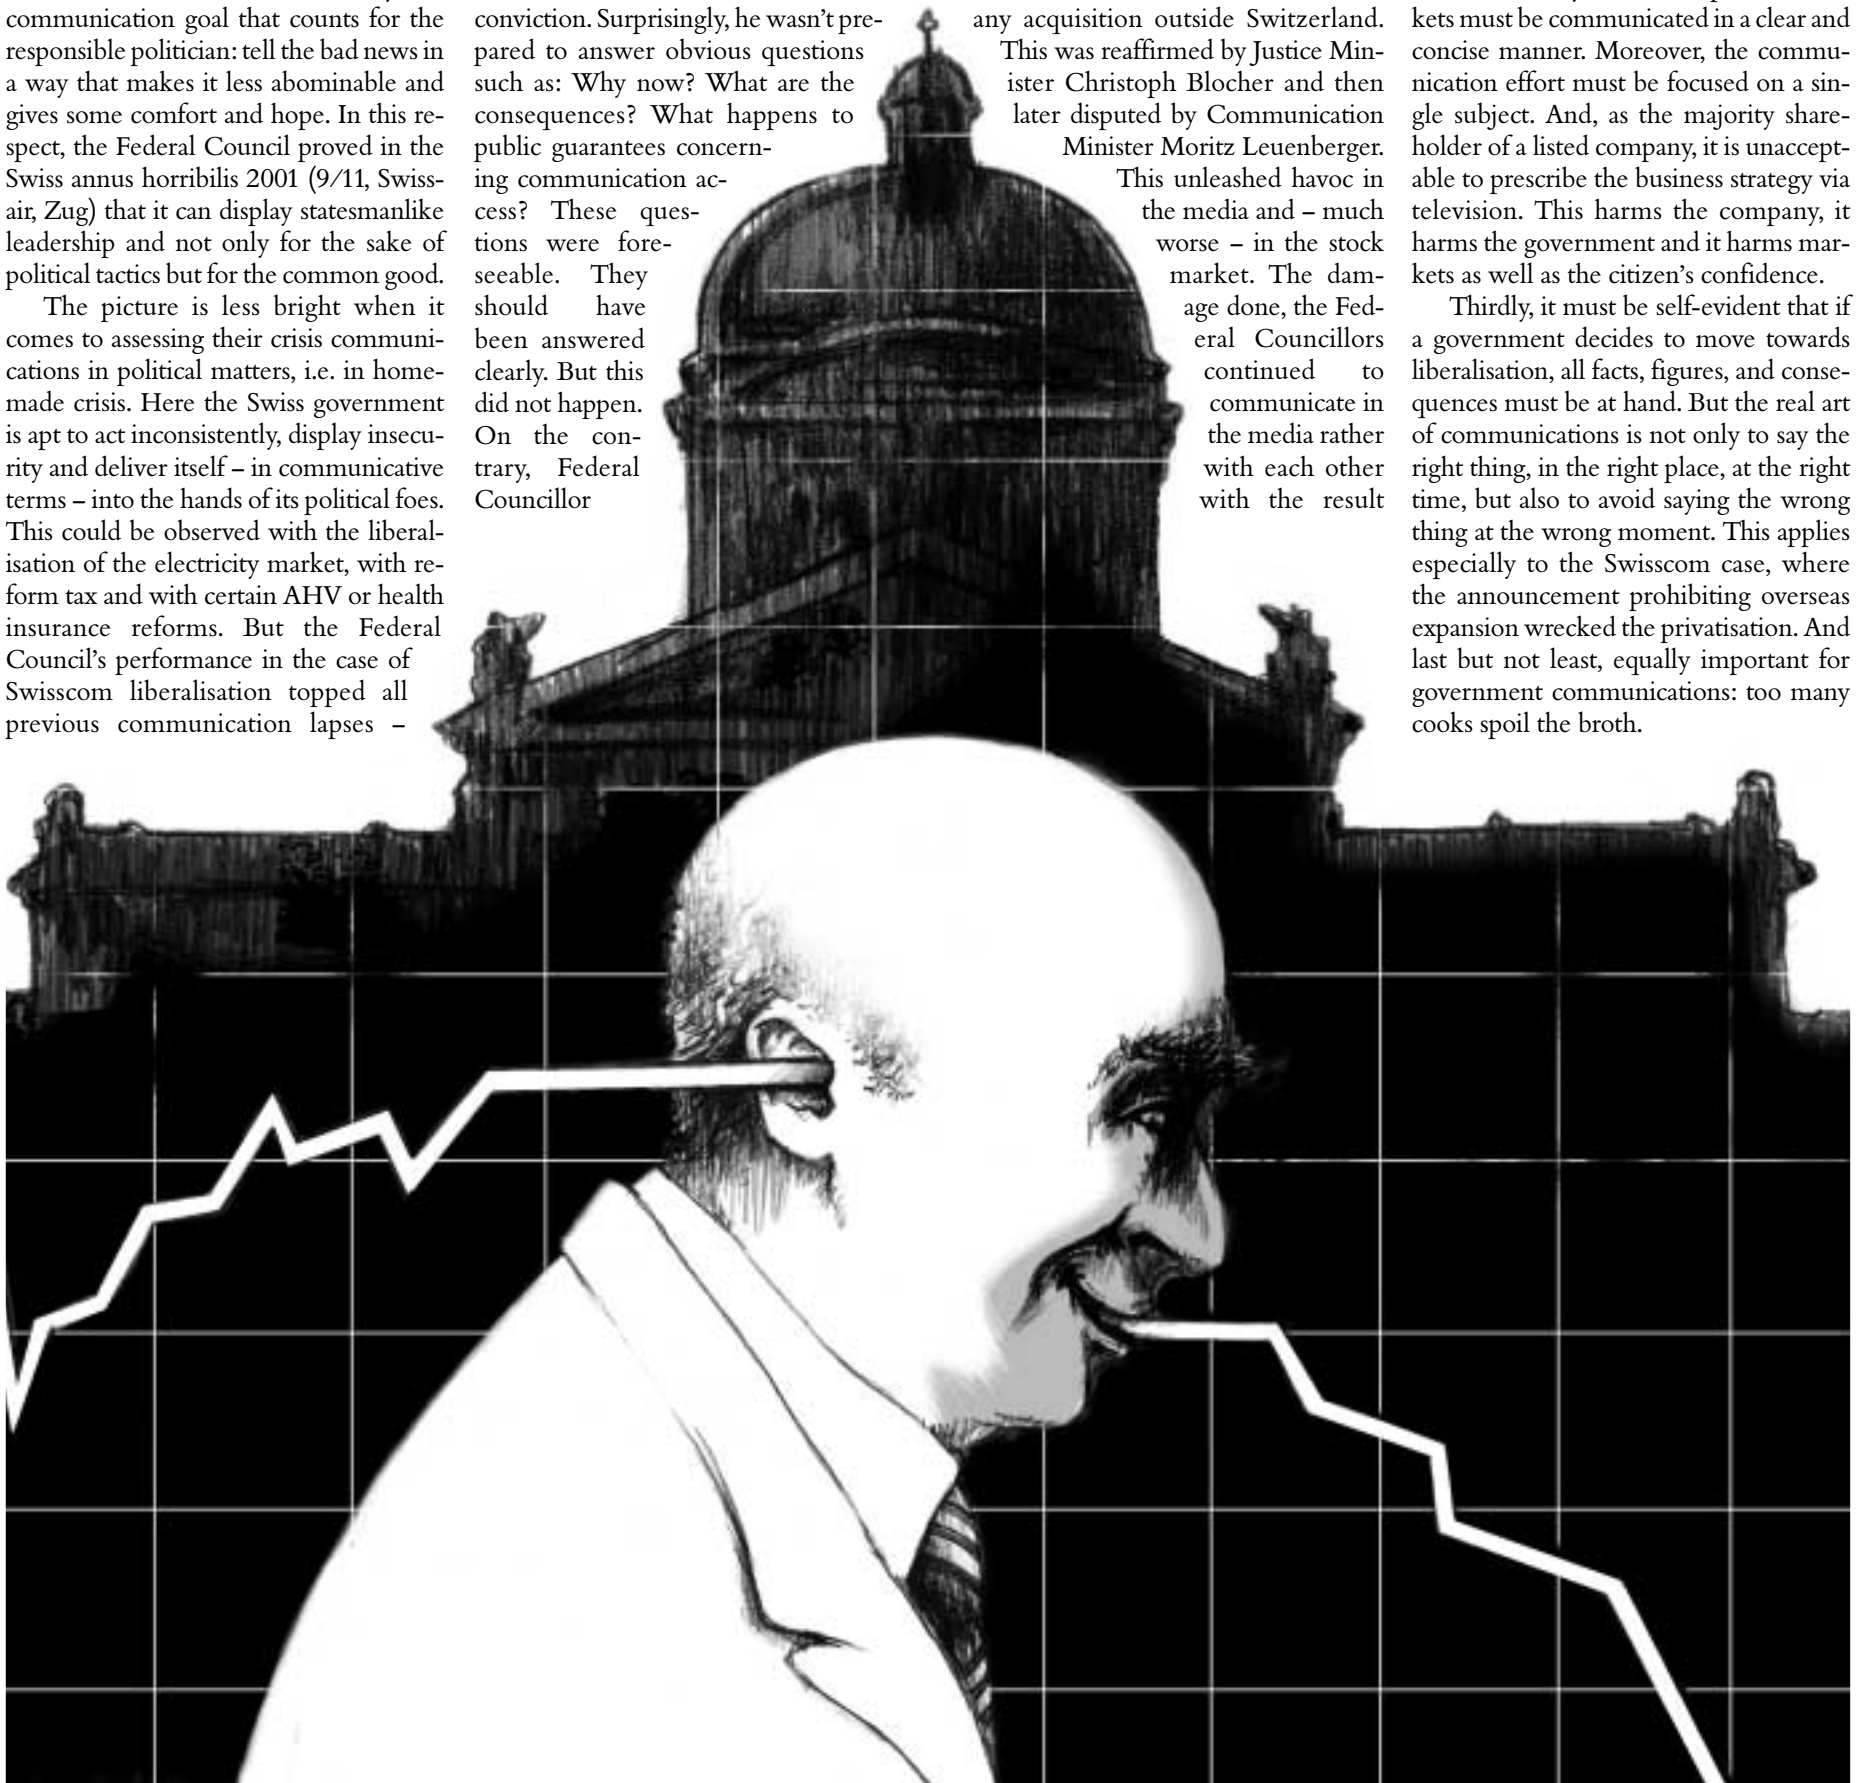 communication goal that counts for the
responsible politician: tell the bad news in
a way that makes it less abominable and
gives some comfort and hope. In this re-
spect, the Federal Council proved in the
Swiss annus horribilis 2001 (9/11, Swiss-
air, Zug) that it can display statesmanlike
leadership and not only for the sake of
political tactics but for the common good.
The picture is less bright when it
comes to assessing their crisis communi-
cations in political matters, i.e. in home-
made crisis. Here the Swiss government
is apt to act inconsistently, display insecu-
rity and deliver itself – in communicative
terms – into the hands of its political foes.
This could be observed with the liberal-
isation of the electricity market, with re-
form tax and with certain AHV or health
insurance reforms. But the Federal
Council's performance in the case of
Swisscom liberalisation topped all
previous communication lapses –
conviction. Surprisingly, he wasn't pre-
pared to answer obvious questions
such as: Why now? What are the
consequences? What happens to
public guarantees concern-
ing communication ac-
cess? These ques-
tions were fore-
seeable. They
should have
been answered
clearly. But this
did not happen.
On the con-
trary, Federal
Councillor
any acquisition outside Switzerland.
This was reaffirmed by Justice Min-
ister Christoph Blocher and then
later disputed by Communication
Minister Moritz Leuenberger.
This unleashed havoc in
the media and – much
worse – in the stock
market. The dam-
age done, the Fed-
eral Councillors
continued to
communicate in
the media rather
with each other
with the result
kets must be communicated in a clear and
concise manner. Moreover, the commu-
nication effort must be focused on a sin-
gle subject. And, as the majority share-
holder of a listed company, it is unaccept-
able to prescribe the business strategy via
television. This harms the company, it
harms the government and it harms mar-
kets as well as the citizen's confidence.
Thirdly, it must be self-evident that if
a government decides to move towards
liberalisation, all facts, figures, and conse-
quences must be at hand. But the real art
of communications is not only to say the
right thing, in the right place, at the right
time, but also to avoid saying the wrong
thing at the wrong moment. This applies
especially to the Swisscom case, where
the announcement prohibiting overseas
expansion wrecked the privatisation. And
last but not least, equally important for
government communications: too many
cooks spoil the broth.